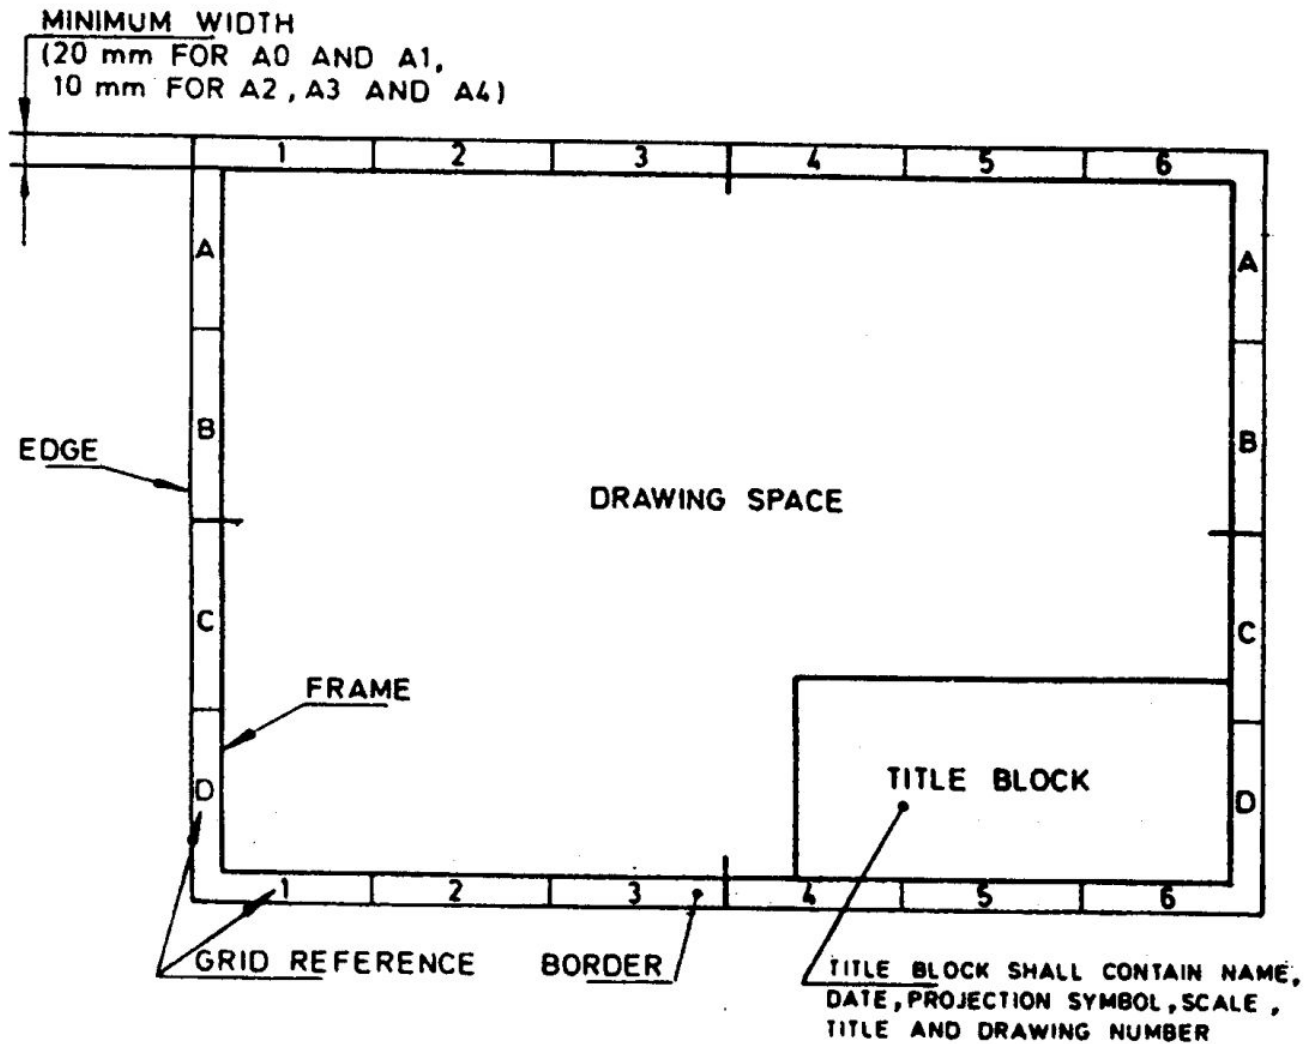 MINIMUM WIDTH
(20 mm FOR A0 AND A1,
10 mm FOR A2, A3 AND A4)
1 2 3 4 5 6
A A
B B
EDGE
DRAWING SPACE
C C
FRAME
TITLE BLOCK
D D
1 2 3 4 5 6
GRID REFERENCE BORDER
TITLE BLOCK SHALL CONTAIN NAME,
DATE, PROJECTION SYMBOL, SCALE,
TITLE AND DRAWING NUMBER